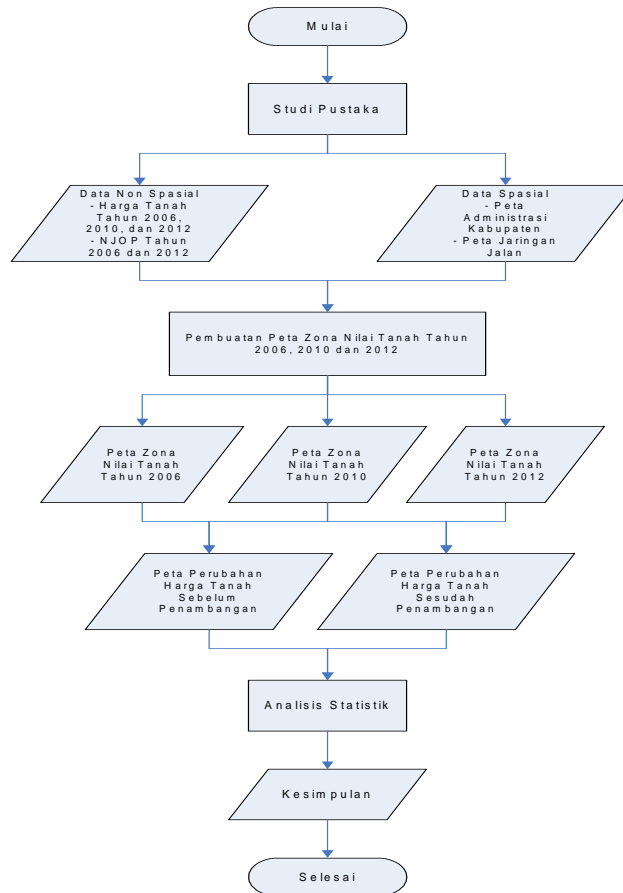 Mulai
Studi Pustaka
Data Non Spasial
- Harga
Tanah
Tahun 2006,
2010, dan 2012
- NJOP Tahun
2006 dan 2012
Data Spasial
- Peta
Administrasi
Kabupaten
- Peta Jaringan
Jalan
Pembuatan Peta Zona Nilai Tanah Tahun
2006, 2010 dan 2012
Peta Zona
Nilai Tanah
Tahun 2006
Peta Zona
Nilai Tanah
Tahun 2010
Peta Zona
Nilai Tanah
Tahun 2012
Peta Perubahan
Harga Tanah
Sebelum
Penambangan
Peta Perubahan
Harga Tanah
Sesudah
Penambangan
Analisis Statistik
Kesimpulan
Selesai